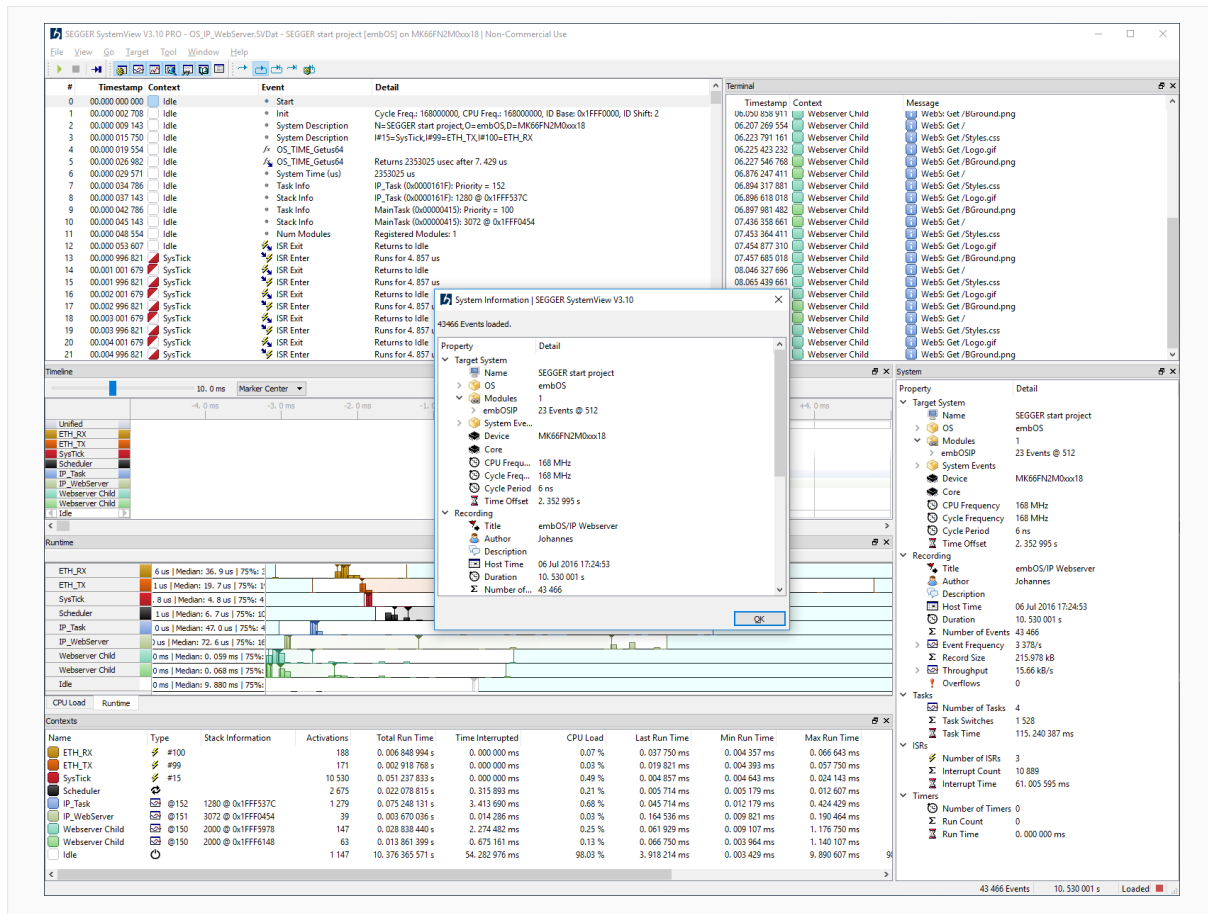 SEGGER SystemView V3.10 PRO - OS_IP_WebServer.SVDat - SEGGER start project [embOS] on MK66FN2M0xxx18 | Non-Commercial Use
File View Go Target Tool Window Help
# Timestamp Context Event Detail
0 00.000 000 000 Idle Start
1 00.000 002 708 Idle Init Cycle Freq.: 168000000, CPU Freq.: 168000000, ID Base: 0x1FFF0000, ID Shift: 2
2 00.000 009 143 Idle System Description N=SEGGER start project,O=embOS,D=MK66FN2M0xxx18
3 00.000 015 750 Idle System Description I#15=SysTick,I#99=ETH_TX,I#100=ETH_RX
4 00.000 019 554 Idle OS_TIME_Getus64
5 00.000 026 982 Idle OS_TIME_Getus64 Returns 2353025 usec after 7. 429 us
6 00.000 029 571 Idle System Time (us) 2353025 us
7 00.000 034 786 Idle Task Info IP_Task (0x0000161F): Priority = 152
8 00.000 037 143 Idle Stack Info IP_Task (0x0000161F): 1280 @ 0x1FFF537C
9 00.000 042 786 Idle Task Info MainTask (0x00000415): Priority = 100
10 00.000 045 143 Idle Stack Info MainTask (0x00000415): 3072 @ 0x1FFF0454
11 00.000 048 554 Idle Num Modules Registered Modules: 1
12 00.000 053 607 Idle ISR Exit Returns to Idle
13 00.000 996 821 SysTick ISR Enter Runs for 4. 857 us
14 00.001 001 679 SysTick ISR Exit Returns to Idle
15 00.001 996 821 SysTick ISR Enter Runs for 4. 857 us
16 00.002 001 679 SysTick ISR Exit Returns to Idle
17 00.002 996 821 SysTick ISR Enter Runs for 4. 857 u
18 00.003 001 679 SysTick ISR Exit Returns to Idle
19 00.003 996 821 SysTick ISR Enter Runs for 4. 857 u
20 00.004 001 679 SysTick ISR Exit Returns to Idle
21 00.004 996 821 SysTick ISR Enter Runs for 4. 857 u
Terminal
Timestamp Context Message
06.050 858 911 Webserver Child WebS: Get /BGround.png
06.207 269 554 Webserver Child WebS: Get /
06.223 791 161 Webserver Child WebS: Get /Styles.css
06.225 423 232 Webserver Child WebS: Get /Logo.gif
06.227 546 768 Webserver Child WebS: Get /BGround.png
06.876 247 411 Webserver Child WebS: Get /
06.894 317 881 Webserver Child WebS: Get /Styles.css
06.896 618 018 Webserver Child WebS: Get /Logo.gif
06.897 981 482 Webserver Child WebS: Get /BGround.png
07.436 358 661 Webserver Child WebS: Get /
07.453 364 411 Webserver Child WebS: Get /Styles.css
07.454 877 310 Webserver Child WebS: Get /Logo.gif
07.457 685 018 Webserver Child WebS: Get /BGround.png
08.046 327 696 Webserver Child WebS: Get /
08.065 439 661 Webserver Child WebS: Get /Styles.css
Webserver Child WebS: Get /Logo.gif
Webserver Child WebS: Get /BGround.png
Webserver Child WebS: Get /
Webserver Child WebS: Get /Styles.css
Webserver Child WebS: Get /Logo.gif
Webserver Child WebS: Get /BGround.png
System Information | SEGGER SystemView V3.10
43466 Events loaded.
Property Detail
Target System
Name SEGGER start project
OS embOS
Modules 1
embOSIP 23 Events @ 512
System Eve...
Device MK66FN2M0xxx18
Core
CPU Frequ... 168 MHz
Cycle Freq... 168 MHz
Cycle Period 6 ns
Time Offset 2. 352 995 s
Recording
Title embOS/IP Webserver
Author Johannes
Description
Host Time 06 Jul 2016 17:24:53
Duration 10. 530 001 s
Number of... 43 466
OK
Timeline
10. 0 ms Marker Center
-4. 0 ms -3. 0 ms -2. 0 ms -1. +4. 0 ms
Unified
ETH_RX
ETH_TX
SysTick
Scheduler
IP_Task
IP_WebServer
Webserver Child
Webserver Child
Idle
Runtime
ETH_RX 6 us | Median: 36. 9 us | 75%:
ETH_TX 1 us | Median: 19. 7 us | 75%:
SysTick . 8 us | Median: 4. 8 us | 75%: 4
Scheduler 1 us | Median: 6. 7 us | 75%: 10
IP_Task 0 us | Median: 47. 0 us | 75%: 4
IP_WebServer us | Median: 72. 6 us | 75%: 16
Webserver Child 0 ms | Median: 0. 059 ms | 75%:
Webserver Child 0 ms | Median: 0. 068 ms | 75%:
Idle 0 ms | Median: 9. 880 ms | 75%:
CPU Load Runtime
Contexts
Name Type Stack Information Activations Total Run Time Time Interrupted CPU Load Last Run Time Min Run Time Max Run Time
ETH_RX #100 188 0. 006 848 994 s 0. 000 000 ms 0.07 % 0. 037 750 ms 0. 004 357 ms 0. 066 643 ms
ETH_TX #99 171 0. 002 918 768 s 0. 000 000 ms 0.03 % 0. 019 821 ms 0. 004 393 ms 0. 057 750 ms
SysTick #15 10 530 0. 051 237 833 s 0. 000 000 ms 0.49 % 0. 004 857 ms 0. 004 643 ms 0. 024 143 ms
Scheduler 2 675 0. 022 078 815 s 0. 315 893 ms 0.21 % 0. 005 714 ms 0. 005 179 ms 0. 012 607 ms
IP_Task @152 1280 @ 0x1FFF537C 1 279 0. 075 248 131 s 3. 413 690 ms 0.68 % 0. 045 714 ms 0. 012 179 ms 0. 424 429 ms
IP_WebServer @151 3072 @ 0x1FFF0454 39 0. 003 670 036 s 0. 014 286 ms 0.03 % 0. 164 536 ms 0. 009 821 ms 0. 190 464 ms
Webserver Child @150 2000 @ 0x1FFF5978 147 0. 028 838 440 s 2. 274 482 ms 0.25 % 0. 061 929 ms 0. 009 107 ms 1. 176 750 ms
Webserver Child @150 2000 @ 0x1FFF6148 63 0. 013 861 399 s 0. 675 161 ms 0.13 % 0. 066 750 ms 0. 003 964 ms 1. 140 107 ms
Idle 1 147 10. 376 365 571 s 54. 282 976 ms 98.03 % 3. 918 214 ms 0. 003 429 ms 9. 890 607 ms
System
Property Detail
Target System
Name SEGGER start project
OS embOS
Modules 1
embOSIP 23 Events @ 512
System Events
Device MK66FN2M0xxx18
Core
CPU Frequency 168 MHz
Cycle Frequency 168 MHz
Cycle Period 6 ns
Time Offset 2. 352 995 s
Recording
Title embOS/IP Webserver
Author Johannes
Description
Host Time 06 Jul 2016 17:24:53
Duration 10. 530 001 s
Number of Events 43 466
Event Frequency 3 378/s
Record Size 215.978 kB
Throughput 15.66 kB/s
Overflows 0
Tasks
Number of Tasks 4
Task Switches 1 528
Task Time 115. 240 387 ms
ISRs
Number of ISRs 3
Interrupt Count 10 889
Interrupt Time 61. 005 595 ms
Timers
Number of Timers 0
Run Count 0
Run Time 0. 000 000 ms
43 466 Events 10. 530 001 s Loaded